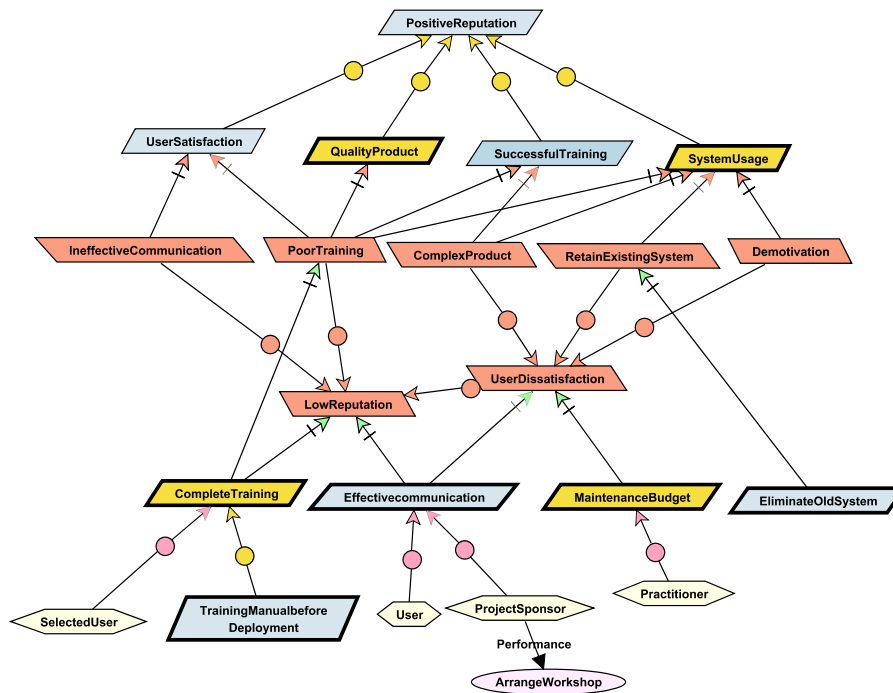 PositiveReputation
UserSatisfaction
QualityProduct
SuccessfulTraining
SystemUsage
IneffectiveCommunication
PoorTraining
ComplexProduct
RetainExistingSystem
Demotivation
UserDissatisfaction
LowReputation
CompleteTraining
Effectivecommunication
MaintenanceBudget
EliminateOldSystem
SelectedUser
TrainingManualbefore
Deployment
User
ProjectSponsor
Practitioner
Performance
ArrangeWorkshop